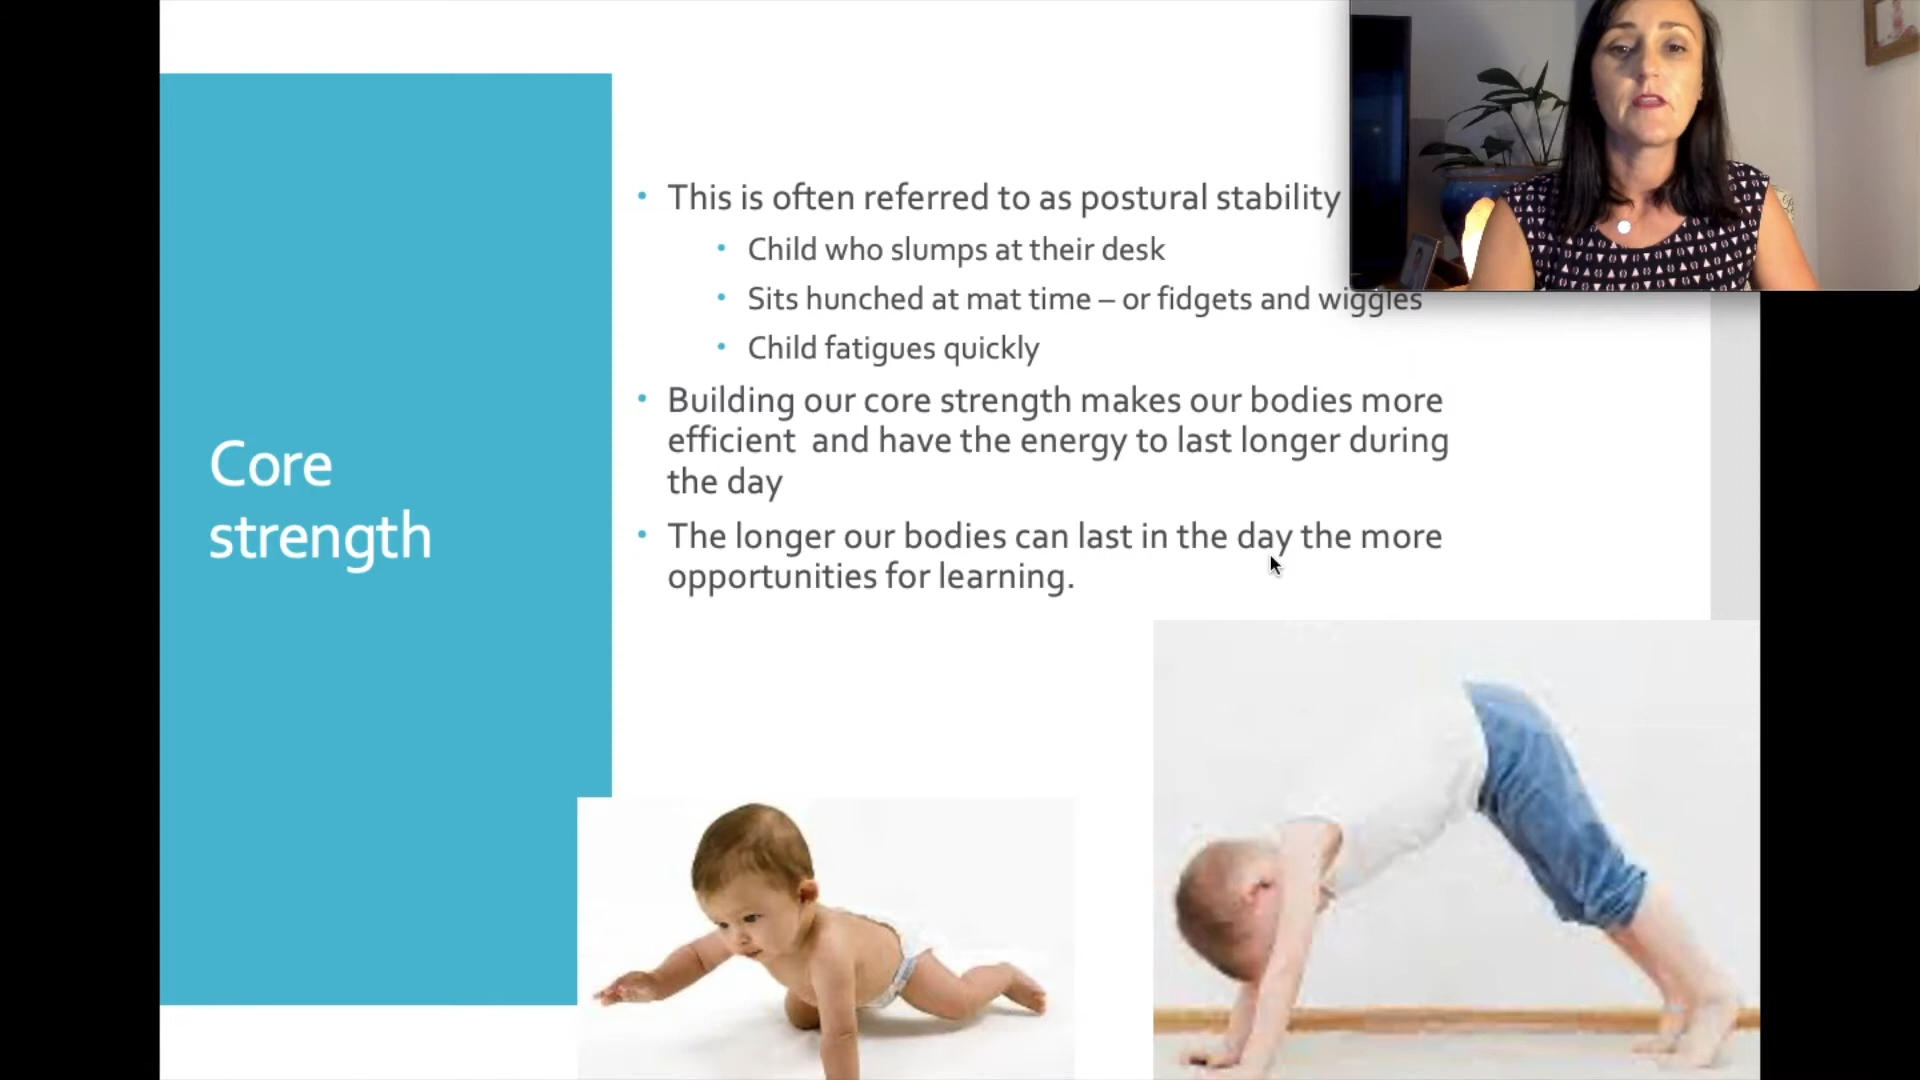 Core
strength
This is often referred to as postural stability
Child who slumps at their desk
Sits hunched at mat time – or fidgets and wiggles
Child fatigues quickly
Building our core strength makes our bodies more
efficient  and have the energy to last longer during
the day
The longer our bodies can last in the day the more
opportunities for learning.